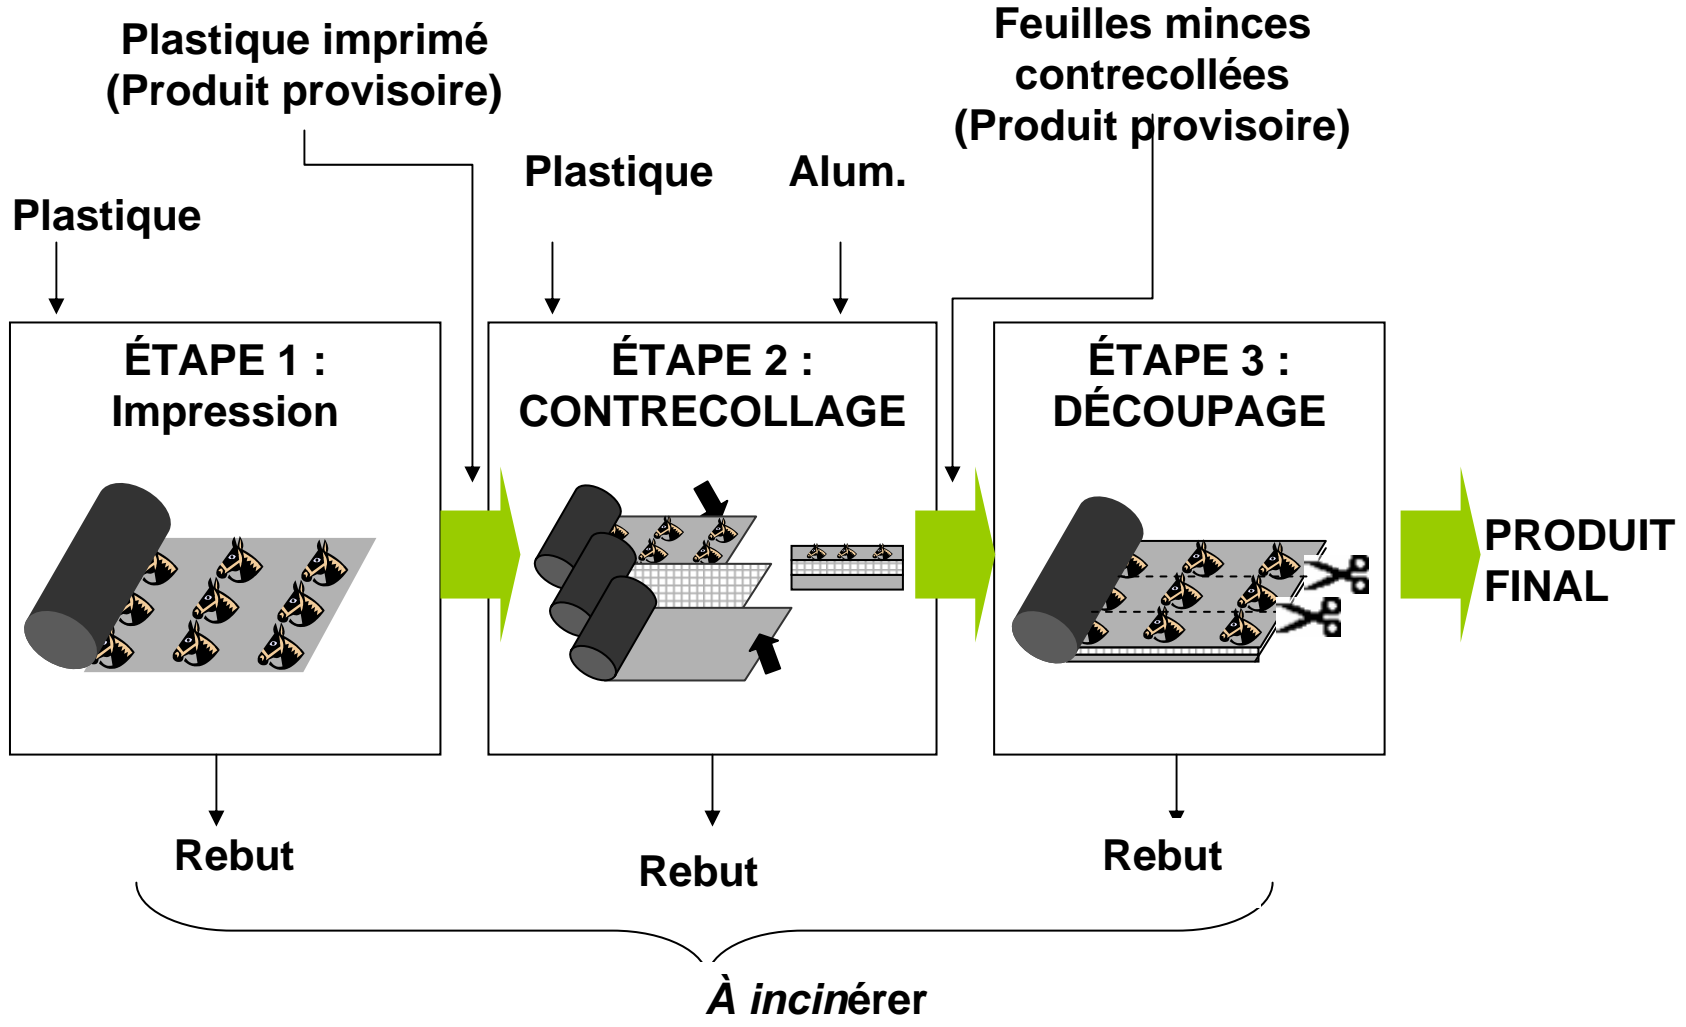 Plastique imprimé
(Produit provisoire)
Feuilles minces
contrecollées
(Produit provisoire)
Plastique
Plastique
Alum.
ÉTAPE 1 :
Impression
ÉTAPE 2 :
CONTRECOLLAGE
ÉTAPE 3 :
DÉCOUPAGE
PRODUIT
FINAL
Rebut
Rebut
Rebut
À incinérer